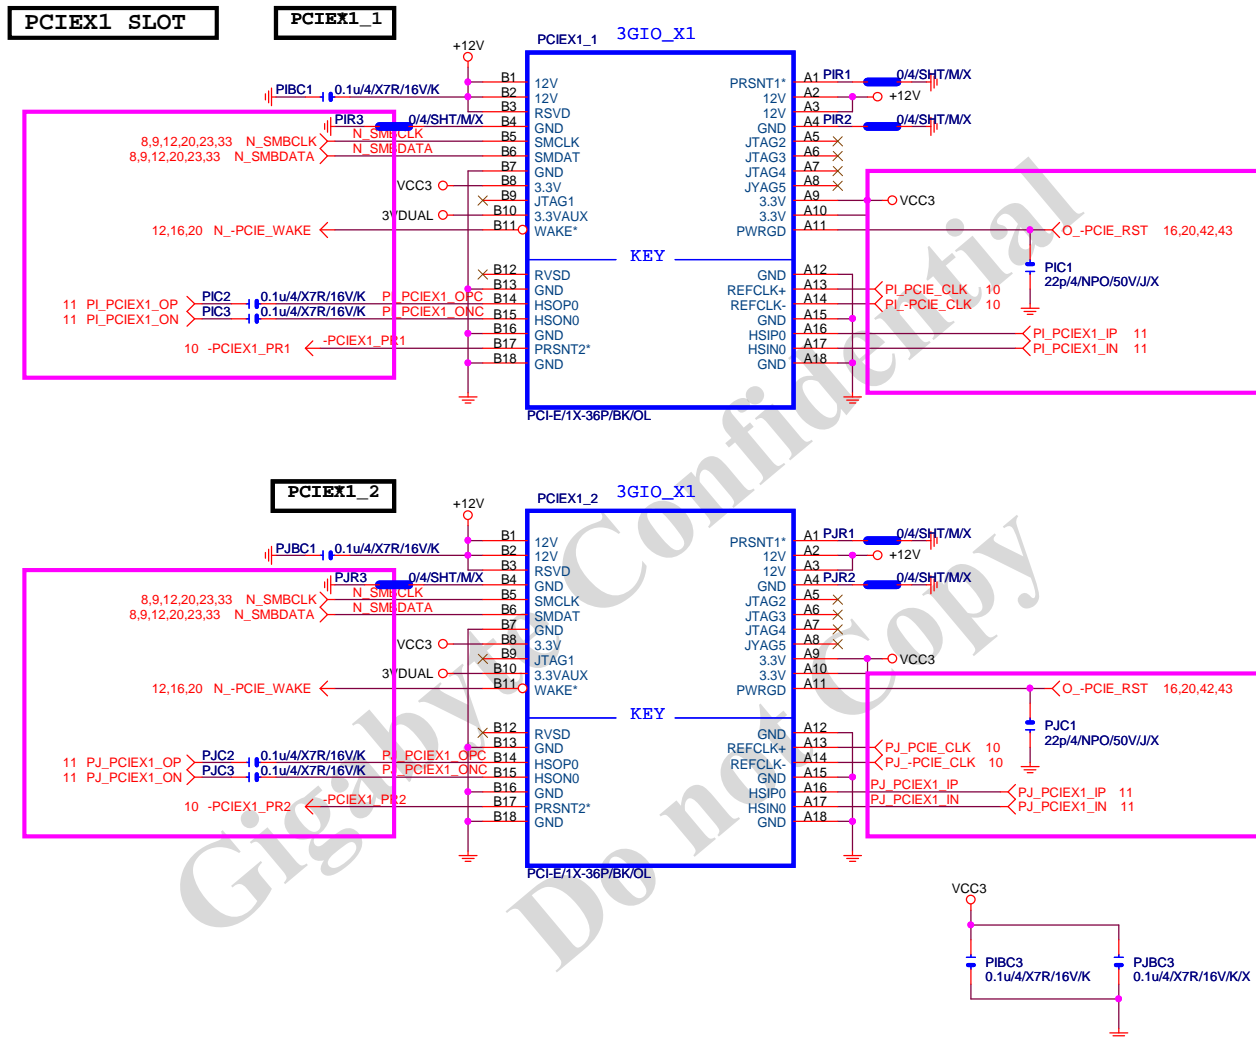 PCIEX1 SLOT
PCIEX1_1
PCIEX1_1
3GIO_X1
+12V
PIBC1 0.1u/4/X7R/16V/K
PIR3 0/4/SHT/M/X
8,9,12,20,23,33 N_SMBCLK
N_SMBCLK
8,9,12,20,23,33 N_SMBDATA
N_SMBDATA
VCC3
3VDUAL
12,16,20 N_-PCIE_WAKE
11 PI_PCIEX1_OP PIC2 0.1u/4/X7R/16V/K PI_PCIEX1_OPC
11 PI_PCIEX1_ON PIC3 0.1u/4/X7R/16V/K PI_PCIEX1_ONC
10 -PCIEX1_PR1 -PCIEX1_PR1
B1 12V
B2 12V
B3 RSVD
B4 GND
B5 SMCLK
B6 SMDAT
B7 GND
B8 3.3V
B9 JTAG1
B10 3.3VAUX
B11 WAKE*
KEY
B12 RSVD
B13 GND
B14 HSOP0
B15 HSON0
B16 GND
B17 PRSNT2*
B18 GND
PRSNT1* A1 PIR1 0/4/SHT/M/X
12V A2 +12V
12V A3
GND A4 PIR2 0/4/SHT/M/X
JTAG2 A5
JTAG3 A6
JTAG4 A7
JYAG5 A8
3.3V A9 VCC3
3.3V A10
PWRGD A11 O_-PCIE_RST 16,20,42,43
PIC1
22p/4/NPO/50V/J/X
GND A12
REFCLK+ A13 PI_PCIE_CLK 10
REFCLK- A14 PI_-PCIE_CLK 10
GND A15
HSIP0 A16 PI_PCIEX1_IP 11
HSIN0 A17 PI_PCIEX1_IN 11
GND A18
PCI-E/1X-36P/BK/OL
PCIEX1_2
PCIEX1_2
3GIO_X1
+12V
PJBC1 0.1u/4/X7R/16V/K
PJR3 0/4/SHT/M/X
8,9,12,20,23,33 N_SMBCLK
N_SMBCLK
8,9,12,20,23,33 N_SMBDATA
N_SMBDATA
VCC3
3VDUAL
12,16,20 N_-PCIE_WAKE
11 PJ_PCIEX1_OP PJC2 0.1u/4/X7R/16V/K PJ_PCIEX1_OPC
11 PJ_PCIEX1_ON PJC3 0.1u/4/X7R/16V/K PJ_PCIEX1_ONC
10 -PCIEX1_PR2 -PCIEX1_PR2
B1 12V
B2 12V
B3 RSVD
B4 GND
B5 SMCLK
B6 SMDAT
B7 GND
B8 3.3V
B9 JTAG1
B10 3.3VAUX
B11 WAKE*
KEY
B12 RSVD
B13 GND
B14 HSOP0
B15 HSON0
B16 GND
B17 PRSNT2*
B18 GND
PRSNT1* A1 PJR1 0/4/SHT/M/X
12V A2 +12V
12V A3
GND A4 PJR2 0/4/SHT/M/X
JTAG2 A5
JTAG3 A6
JTAG4 A7
JYAG5 A8
3.3V A9 VCC3
3.3V A10
PWRGD A11 O_-PCIE_RST 16,20,42,43
PJC1
22p/4/NPO/50V/J/X
GND A12
REFCLK+ A13 PJ_PCIE_CLK 10
REFCLK- A14 PJ_-PCIE_CLK 10
GND A15
HSIP0 A16 PJ_PCIEX1_IP PJ_PCIEX1_IP 11
HSIN0 A17 PJ_PCIEX1_IN PJ_PCIEX1_IN 11
GND A18
PCI-E/1X-36P/BK/OL
VCC3
PIBC3
0.1u/4/X7R/16V/K
PJBC3
0.1u/4/X7R/16V/K/X
Gigabyte Confidential
Do not Copy